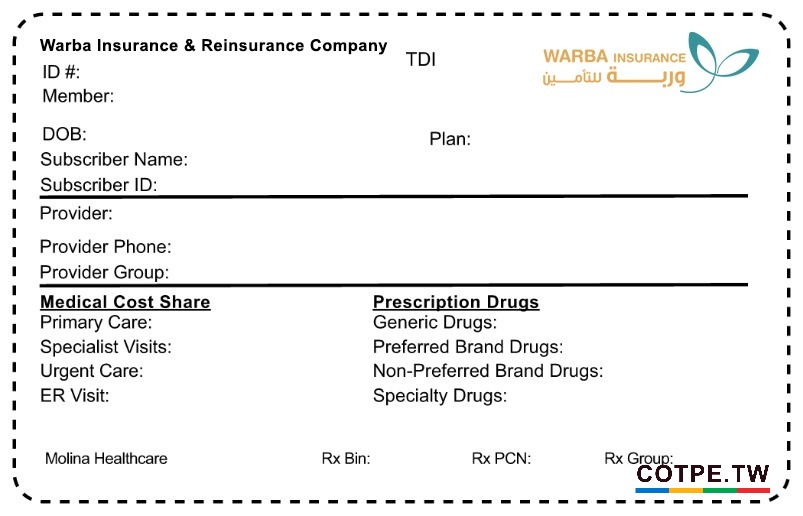 Warba Insurance & Reinsurance Company
TDI
WARBA INSURANCE
وربة للتأمين
ID #:
Member:
DOB:
Plan:
Subscriber Name:
Subscriber ID:
Provider:
Provider Phone:
Provider Group:
Medical Cost Share
Prescription Drugs
Primary Care:
Generic Drugs:
Specialist Visits:
Preferred Brand Drugs:
Urgent Care:
Non-Preferred Brand Drugs:
ER Visit:
Specialty Drugs:
Molina Healthcare
Rx Bin:
Rx PCN:
Rx Group:
COTPE.TW